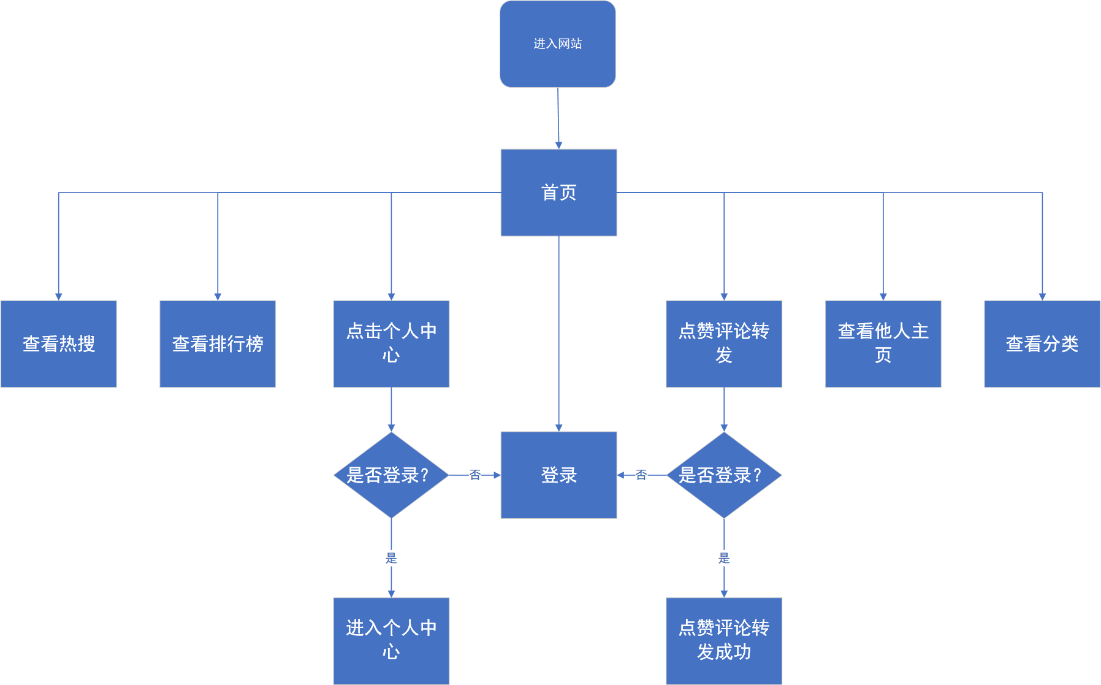 进入网站
首页
查看热搜
查看排行榜
点击个人中
心
点赞评论转
发
查看他人主
页
查看分类
是否登录？
否
登录
否
是否登录？
是
是
进入个人中
心
点赞评论转
发成功